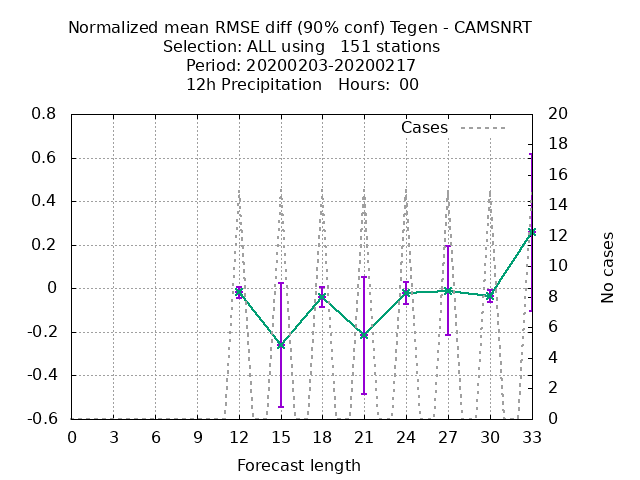 Normalized mean RMSE diff (90% conf) Tegen - CAMSNRT
Selection: ALL using   151 stations
Period: 20200203-20200217
12h Precipitation   Hours: 00
Cases
0.8
0.6
0.4
0.2
0
-0.2
-0.4
-0.6
20
18
16
14
12
10
8
6
4
2
0
No cases
0 3 6 9 12 15 18 21 24 27 30 33
Forecast length